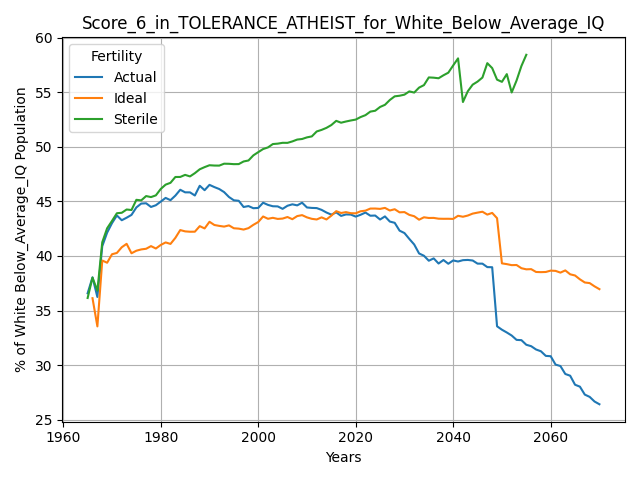 Score_6_in_TOLERANCE_ATHEIST_for_White_Below_Average_IQ
% of White Below_Average_IQ Population
60
55
50
45
40
35
30
25
Fertility
Actual
Ideal
Sterile
1960 1980 2000 2020 2040 2060
Years